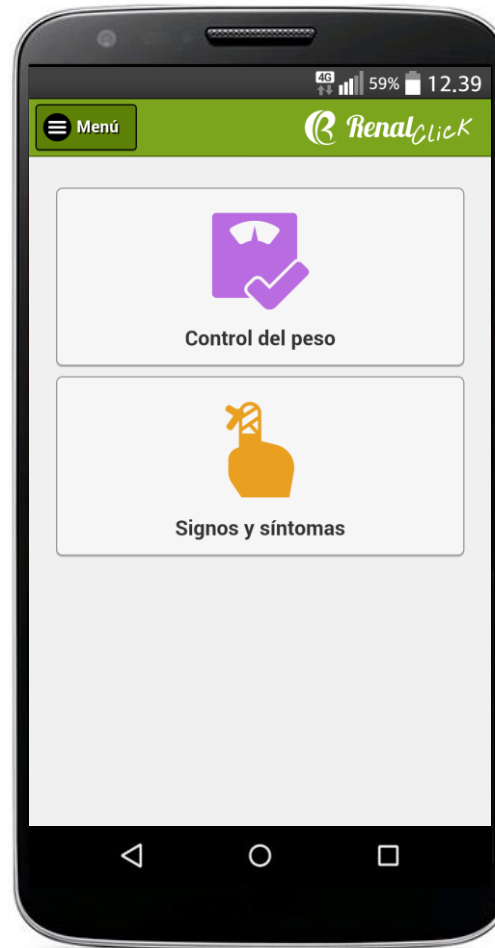 4G 59% 12.39
Menú RenalClicK
Control del peso
Signos y síntomas